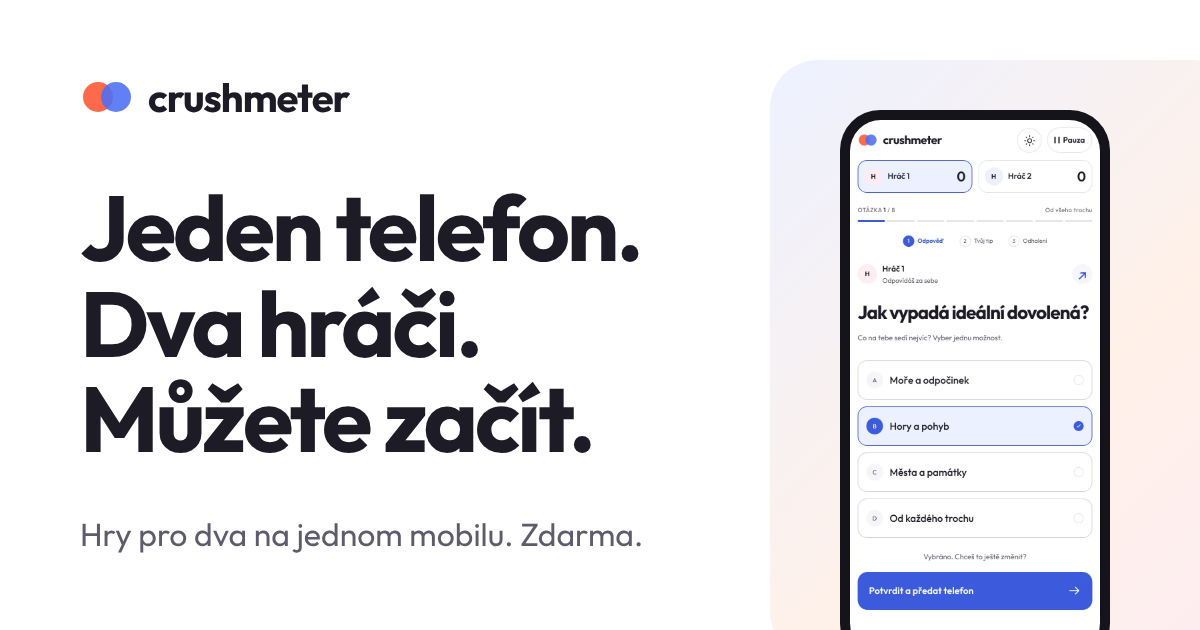 crushmeter
Jeden telefon.
Dva hráči.
Můžete začít.
Hry pro dva na jednom mobilu. Zdarma.
crushmeter
Pauza
H Hráč 1 0
H Hráč 2 0
OTÁZKA 1 / 8
Od všeho trochu
1 Odpověď
2 Tvůj tip
3 Odhalení
H Hráč 1
Odpovídáš za sebe
Jak vypadá ideální dovolená?
Co na tebe sedí nejvíc? Vyber jednu možnost.
A Moře a odpočinek
B Hory a pohyb
C Města a památky
D Od každého trochu
Vybráno. Chceš to ještě změnit?
Potvrdit a předat telefon